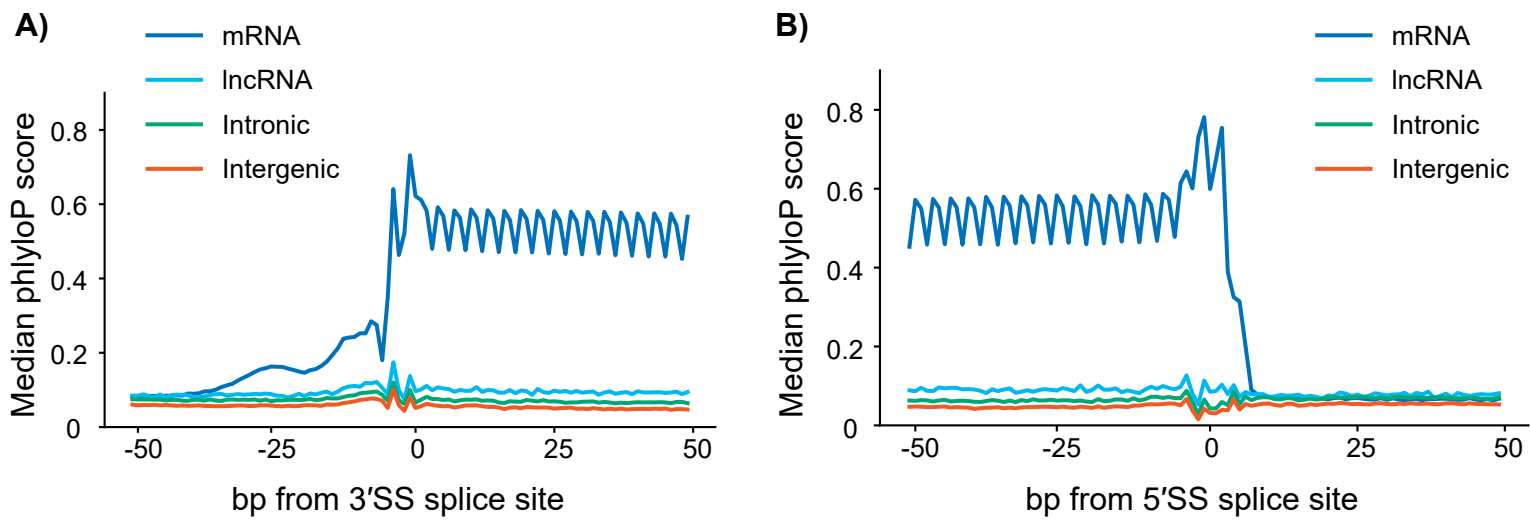 A)
mRNA
lncRNA
Intronic
Intergenic
Median phlyloP score
0.8
0.6
0.4
0.2
0
-50
-25
0
25
50
bp from 3′SS splice site
B)
mRNA
lncRNA
Intronic
Intergenic
Median phlyloP score
0.8
0.6
0.4
0.2
0
-50
-25
0
25
50
bp from 5′SS splice site